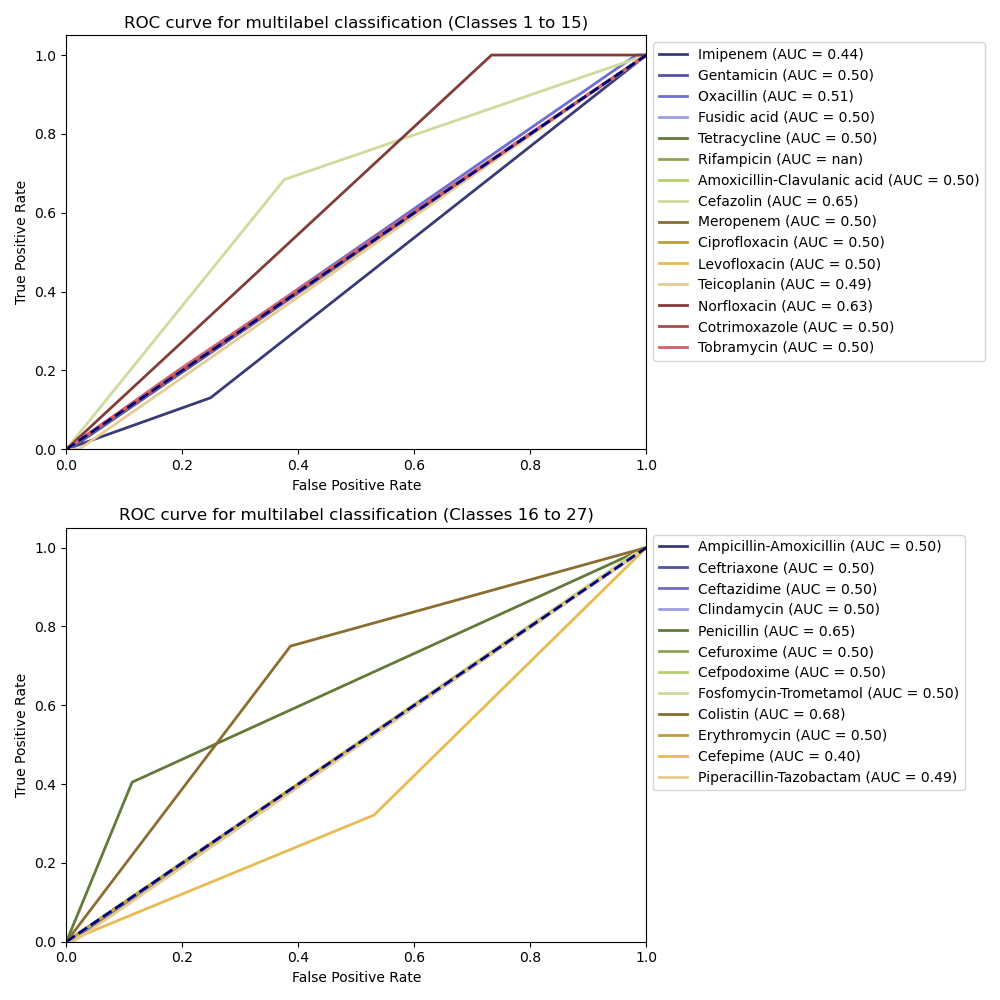 ROC curve for multilabel classification (Classes 1 to 15)
1.0
0.8
0.6
0.4
0.2
0.0
True Positive Rate
0.0 0.2 0.4 0.6 0.8 1.0
False Positive Rate
Imipenem (AUC = 0.44)
Gentamicin (AUC = 0.50)
Oxacillin (AUC = 0.51)
Fusidic acid (AUC = 0.50)
Tetracycline (AUC = 0.50)
Rifampicin (AUC = nan)
Amoxicillin-Clavulanic acid (AUC = 0.50)
Cefazolin (AUC = 0.65)
Meropenem (AUC = 0.50)
Ciprofloxacin (AUC = 0.50)
Levofloxacin (AUC = 0.50)
Teicoplanin (AUC = 0.49)
Norfloxacin (AUC = 0.63)
Cotrimoxazole (AUC = 0.50)
Tobramycin (AUC = 0.50)
ROC curve for multilabel classification (Classes 16 to 27)
1.0
0.8
0.6
0.4
0.2
0.0
True Positive Rate
0.0 0.2 0.4 0.6 0.8 1.0
False Positive Rate
Ampicillin-Amoxicillin (AUC = 0.50)
Ceftriaxone (AUC = 0.50)
Ceftazidime (AUC = 0.50)
Clindamycin (AUC = 0.50)
Penicillin (AUC = 0.65)
Cefuroxime (AUC = 0.50)
Cefpodoxime (AUC = 0.50)
Fosfomycin-Trometamol (AUC = 0.50)
Colistin (AUC = 0.68)
Erythromycin (AUC = 0.50)
Cefepime (AUC = 0.40)
Piperacillin-Tazobactam (AUC = 0.49)